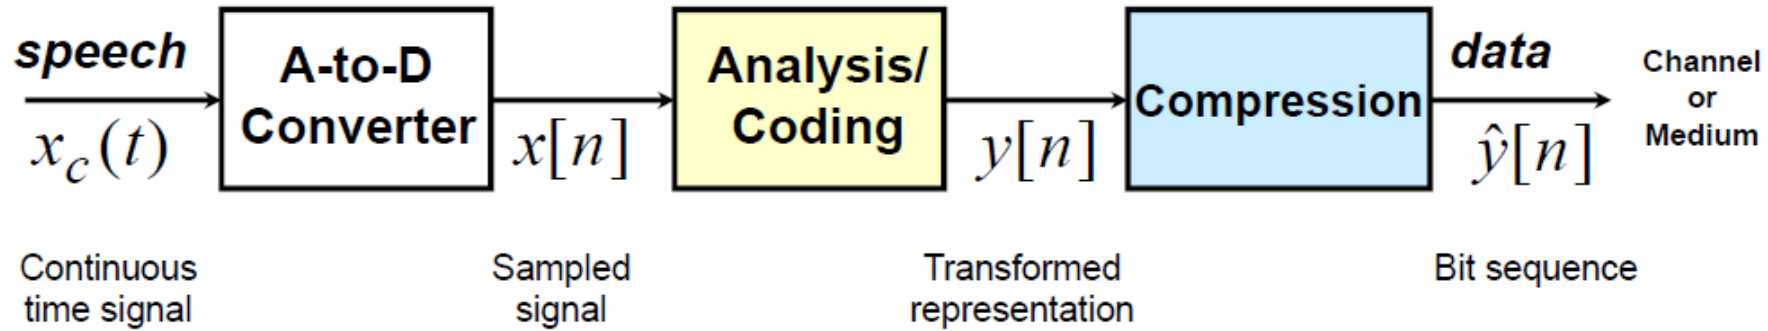 speech
x_c(t)
A-to-D
Converter
x[n]
Analysis/
Coding
y[n]
Compression
data
ŷ[n]
Channel
or
Medium
Continuous
time signal
Sampled
signal
Transformed
representation
Bit sequence